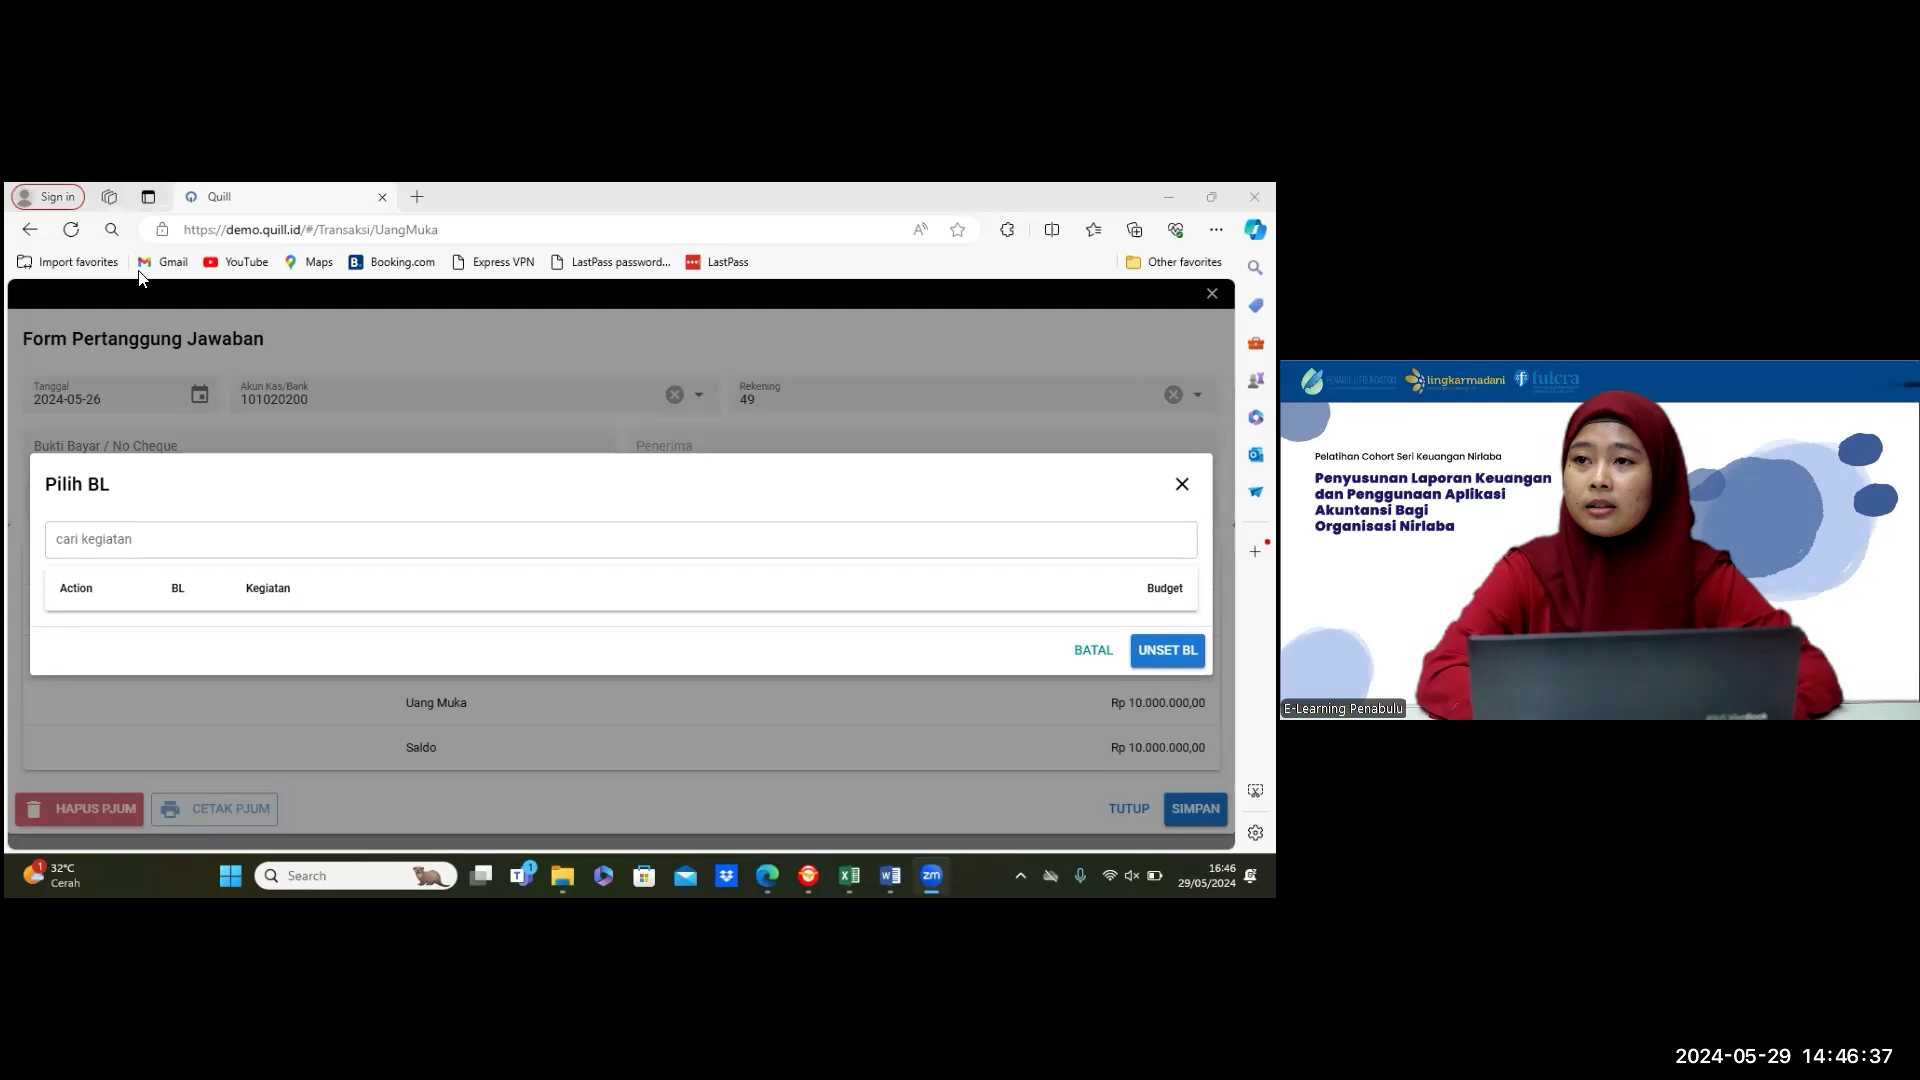 Sign in
Quill
https://demo.quill.id/#/Transaksi/UangMuka
Import favorites
Gmail
YouTube
Maps
Booking.com
Express VPN
LastPass password...
LastPass
Other favorites
Form Pertanggung Jawaban
Tanggal
2024-05-26
Akun Kas/Bank
101020200
Rekening
49
Bukti Bayar / No Cheque
Penerima
Pilih BL
cari kegiatan
Action BL Kegiatan Budget
BATAL UNSET BL
Uang Muka Rp 10.000.000,00
Saldo Rp 10.000.000,00
HAPUS PJUM CETAK PJUM TUTUP SIMPAN
1
32°C
Cerah
Search
1
zm
16:46
29/05/2024
PENABULU FOUNDATION
lingkarmadani
fulcra
Pelatihan Cohort Seri Keuangan Nirlaba
Penyusunan Laporan Keuangan
dan Penggunaan Aplikasi
Akuntansi Bagi
Organisasi Nirlaba
E-Learning Penabulu
2024-05-29 14:46:37